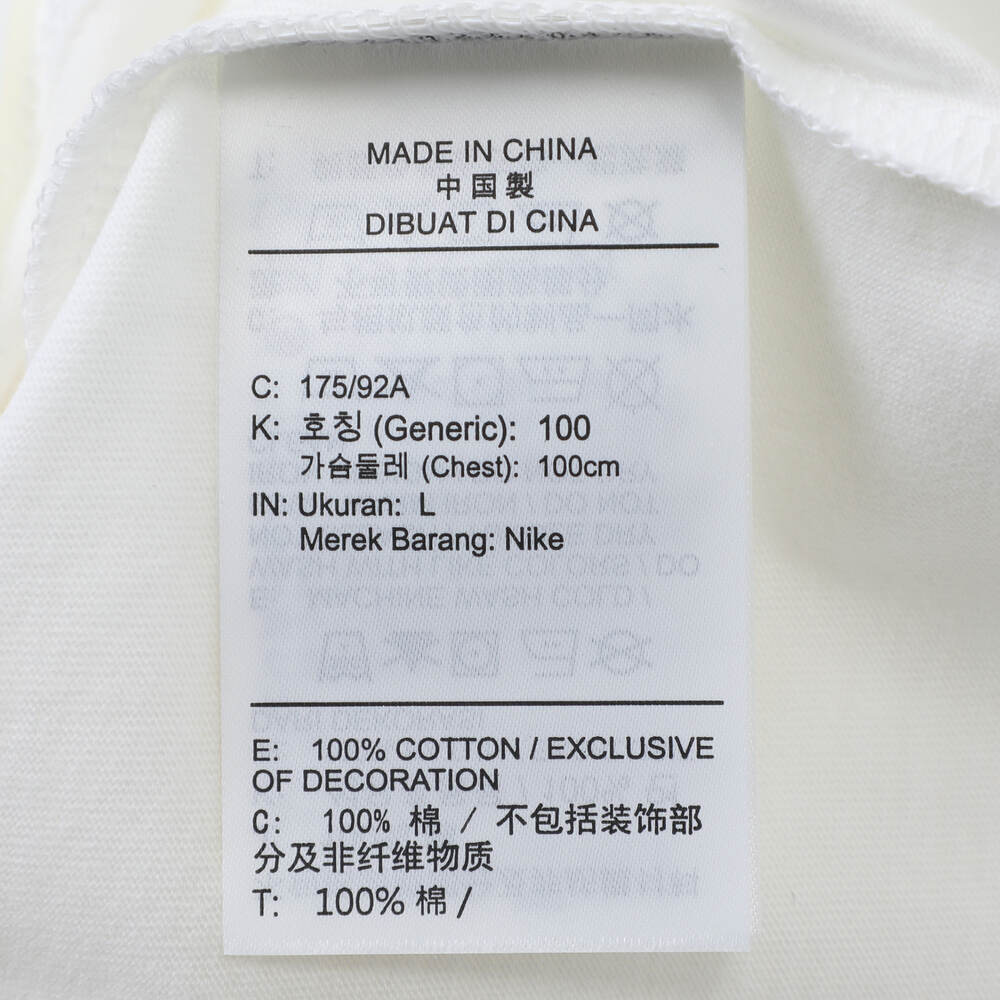 MADE IN CHINA
中国製
DIBUAT DI CINA
C: 175/92A
K: 호칭 (Generic): 100
가슴둘레 (Chest): 100cm
IN: Ukuran: L
Merek Barang: Nike
E: 100% COTTON / EXCLUSIVE
OF DECORATION
C: 100% 棉 / 不包括装饰部
分及非纤维物质
T: 100% 棉 /